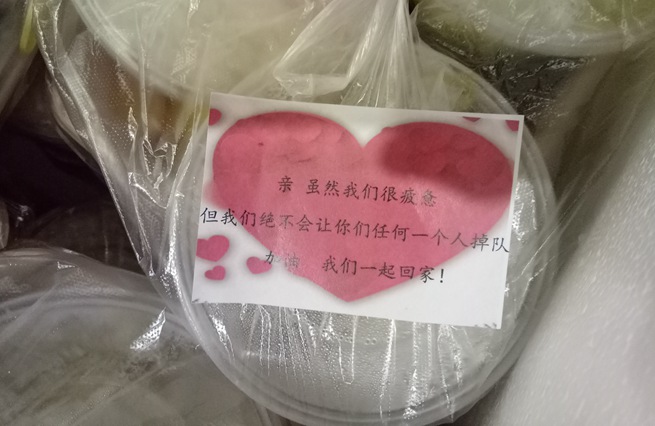 亲 虽然我们很疲惫
但我们绝不会让你们任何一个人掉队
加油 我们一起回家!